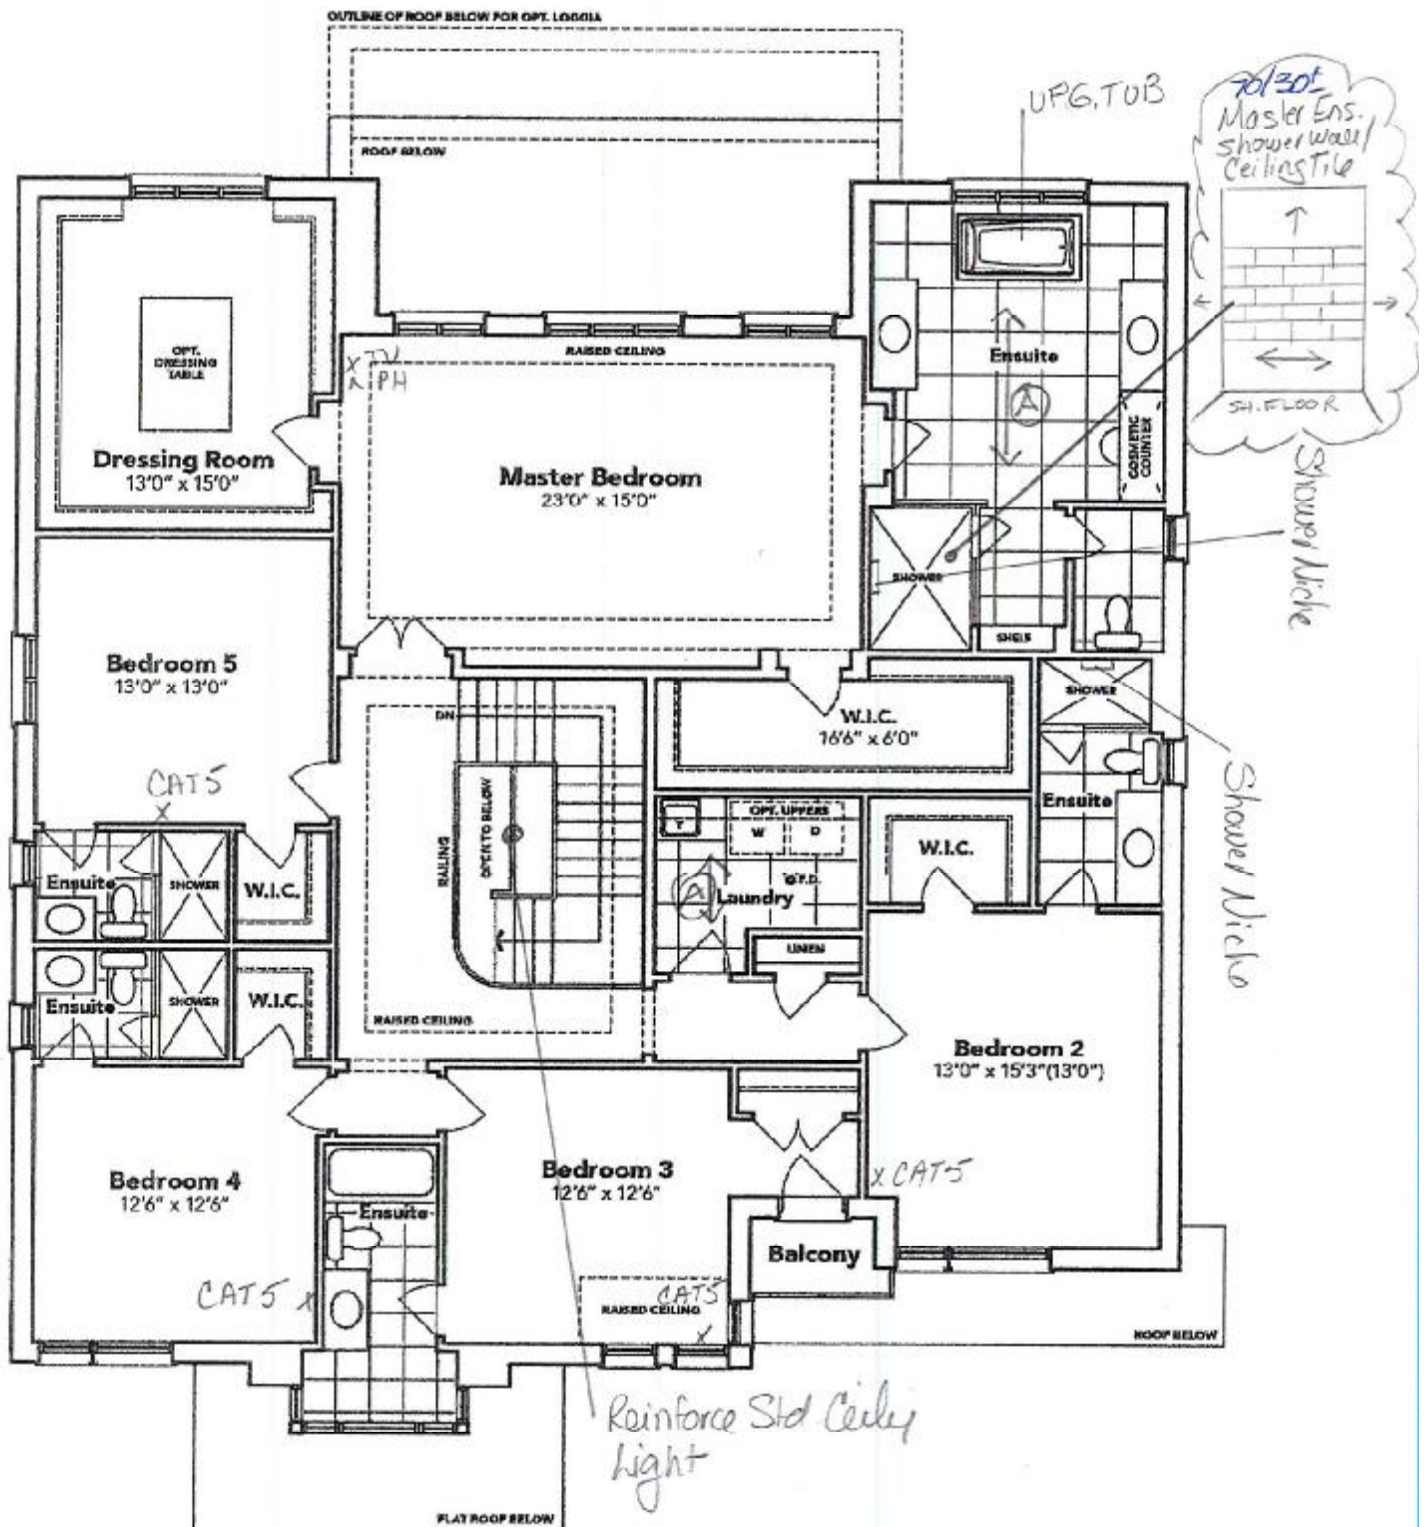 OUTLINE OF ROOF BELOW FOR OPT. LOGGIA
ROOF BELOW
UPG. TUB
70/30
Master Ens.
shower wall/
Ceiling Tile
SH. FLOOR
OPT.
DRESSING
TABLE
Dressing Room
13'0" x 15'0"
x TV
PH
RAISED CEILING
Master Bedroom
23'0" x 15'0"
Ensuite
A
COSMETIC
COUNTER
SHOWER
SHELF
Shower Niche
Bedroom 5
13'0" x 13'0"
CAT5
x
DN
RAILING
OPEN TO BELOW
W.I.C.
16'6" x 6'0"
SHOWER
Ensuite
Shower Niche
OPT. UPPERS
T
W
D
F.D.
A
Laundry
LINEN
W.I.C.
Ensuite
SHOWER
W.I.C.
Ensuite
SHOWER
W.I.C.
RAISED CEILING
Bedroom 2
13'0" x 15'3"(13'0")
x CAT5
Bedroom 4
12'6" x 12'6"
CAT5 x
Ensuite
Bedroom 3
12'6" x 12'6"
CAT5
RAISED CEILING
x
Balcony
ROOF BELOW
Reinforce Std Ceiling
Light
FLAT ROOF BELOW